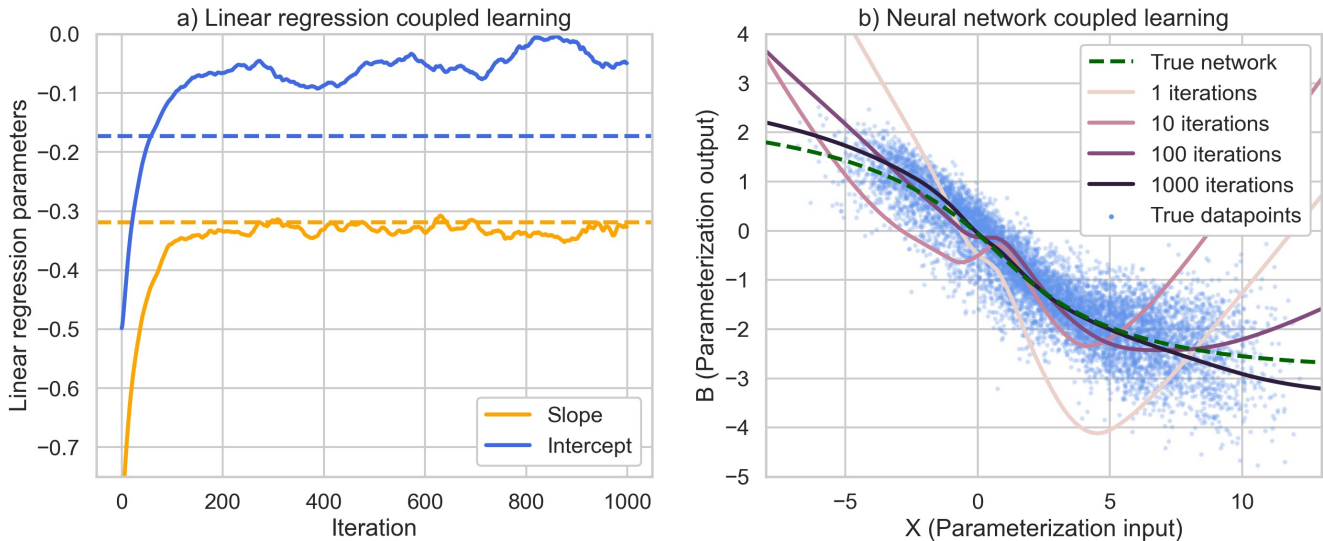 a) Linear regression coupled learning
Linear regression parameters
0.0
−0.1
−0.2
−0.3
−0.4
−0.5
−0.6
−0.7
Slope
Intercept
0
200
400
600
800
1000
Iteration
b) Neural network coupled learning
B (Parameterization output)
4
3
2
1
0
−1
−2
−3
−4
−5
True network
1 iterations
10 iterations
100 iterations
1000 iterations
True datapoints
−5
0
5
10
X (Parameterization input)